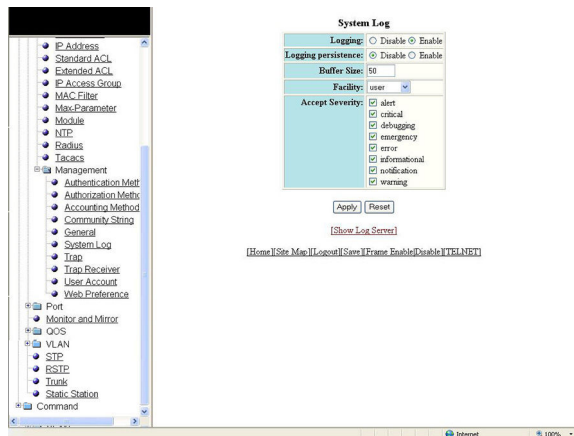 IP Address
Standard ACL
Extended ACL
IP Access Group
MAC Filter
Max-Parameter
Module
NTP
Radius
Tacacs
Management
Authentication Meth
Authorization Metho
Accounting Method
Community String
General
System Log
Trap
Trap Receiver
User Account
Web Preference
Port
Monitor and Mirror
QOS
VLAN
STP
RSTP
Trunk
Static Station
Command
System Log
Logging: Disable Enable
Logging persistence: Disable Enable
Buffer Size: 50
Facility: user
Accept Severity: alert
critical
debugging
emergency
error
informational
notification
warning
Apply Reset
[Show Log Server]
[Home][Site Map][Logout][Save][Frame Enable|Disable][TELNET]
Internet 100%